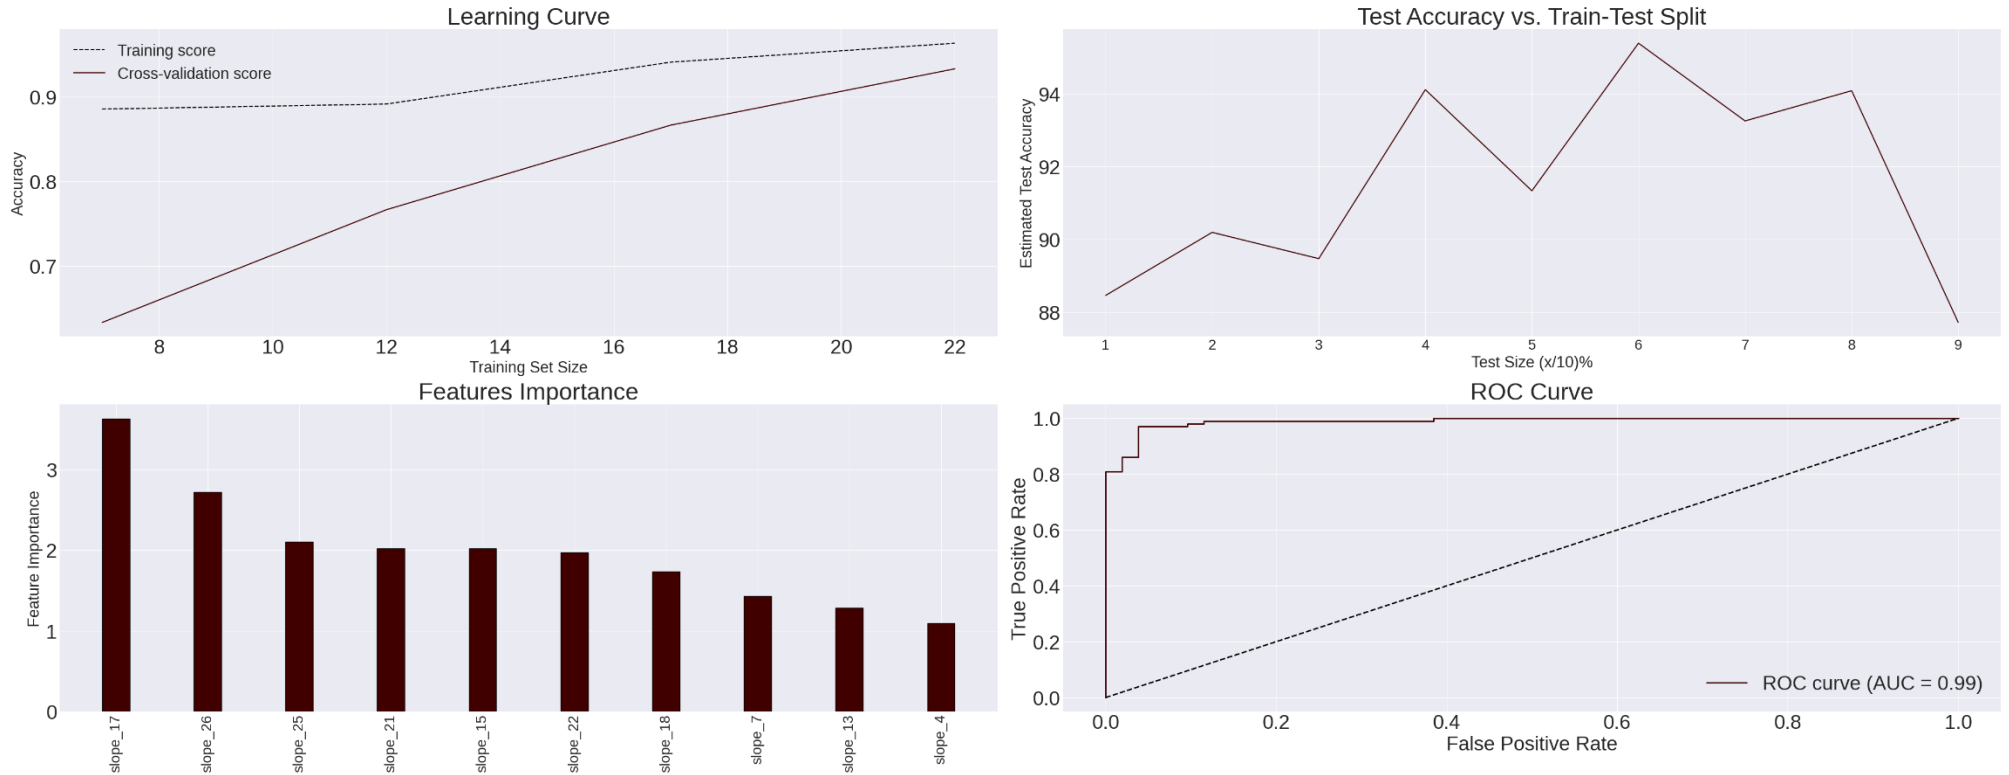 Learning Curve
Training score
Cross-validation score
0.9
0.8
0.7
Accuracy
8 10 12 14 16 18 20 22
Training Set Size
Test Accuracy vs. Train-Test Split
94
92
90
88
Estimated Test Accuracy
1 2 3 4 5 6 7 8 9
Test Size (x/10)%
Features Importance
3
2
1
0
Feature Importance
slope_17 slope_26 slope_25 slope_21 slope_15 slope_22 slope_18 slope_7 slope_13 slope_4
ROC Curve
1.0
0.8
0.6
0.4
0.2
0.0
True Positive Rate
ROC curve (AUC = 0.99)
0.0 0.2 0.4 0.6 0.8 1.0
False Positive Rate